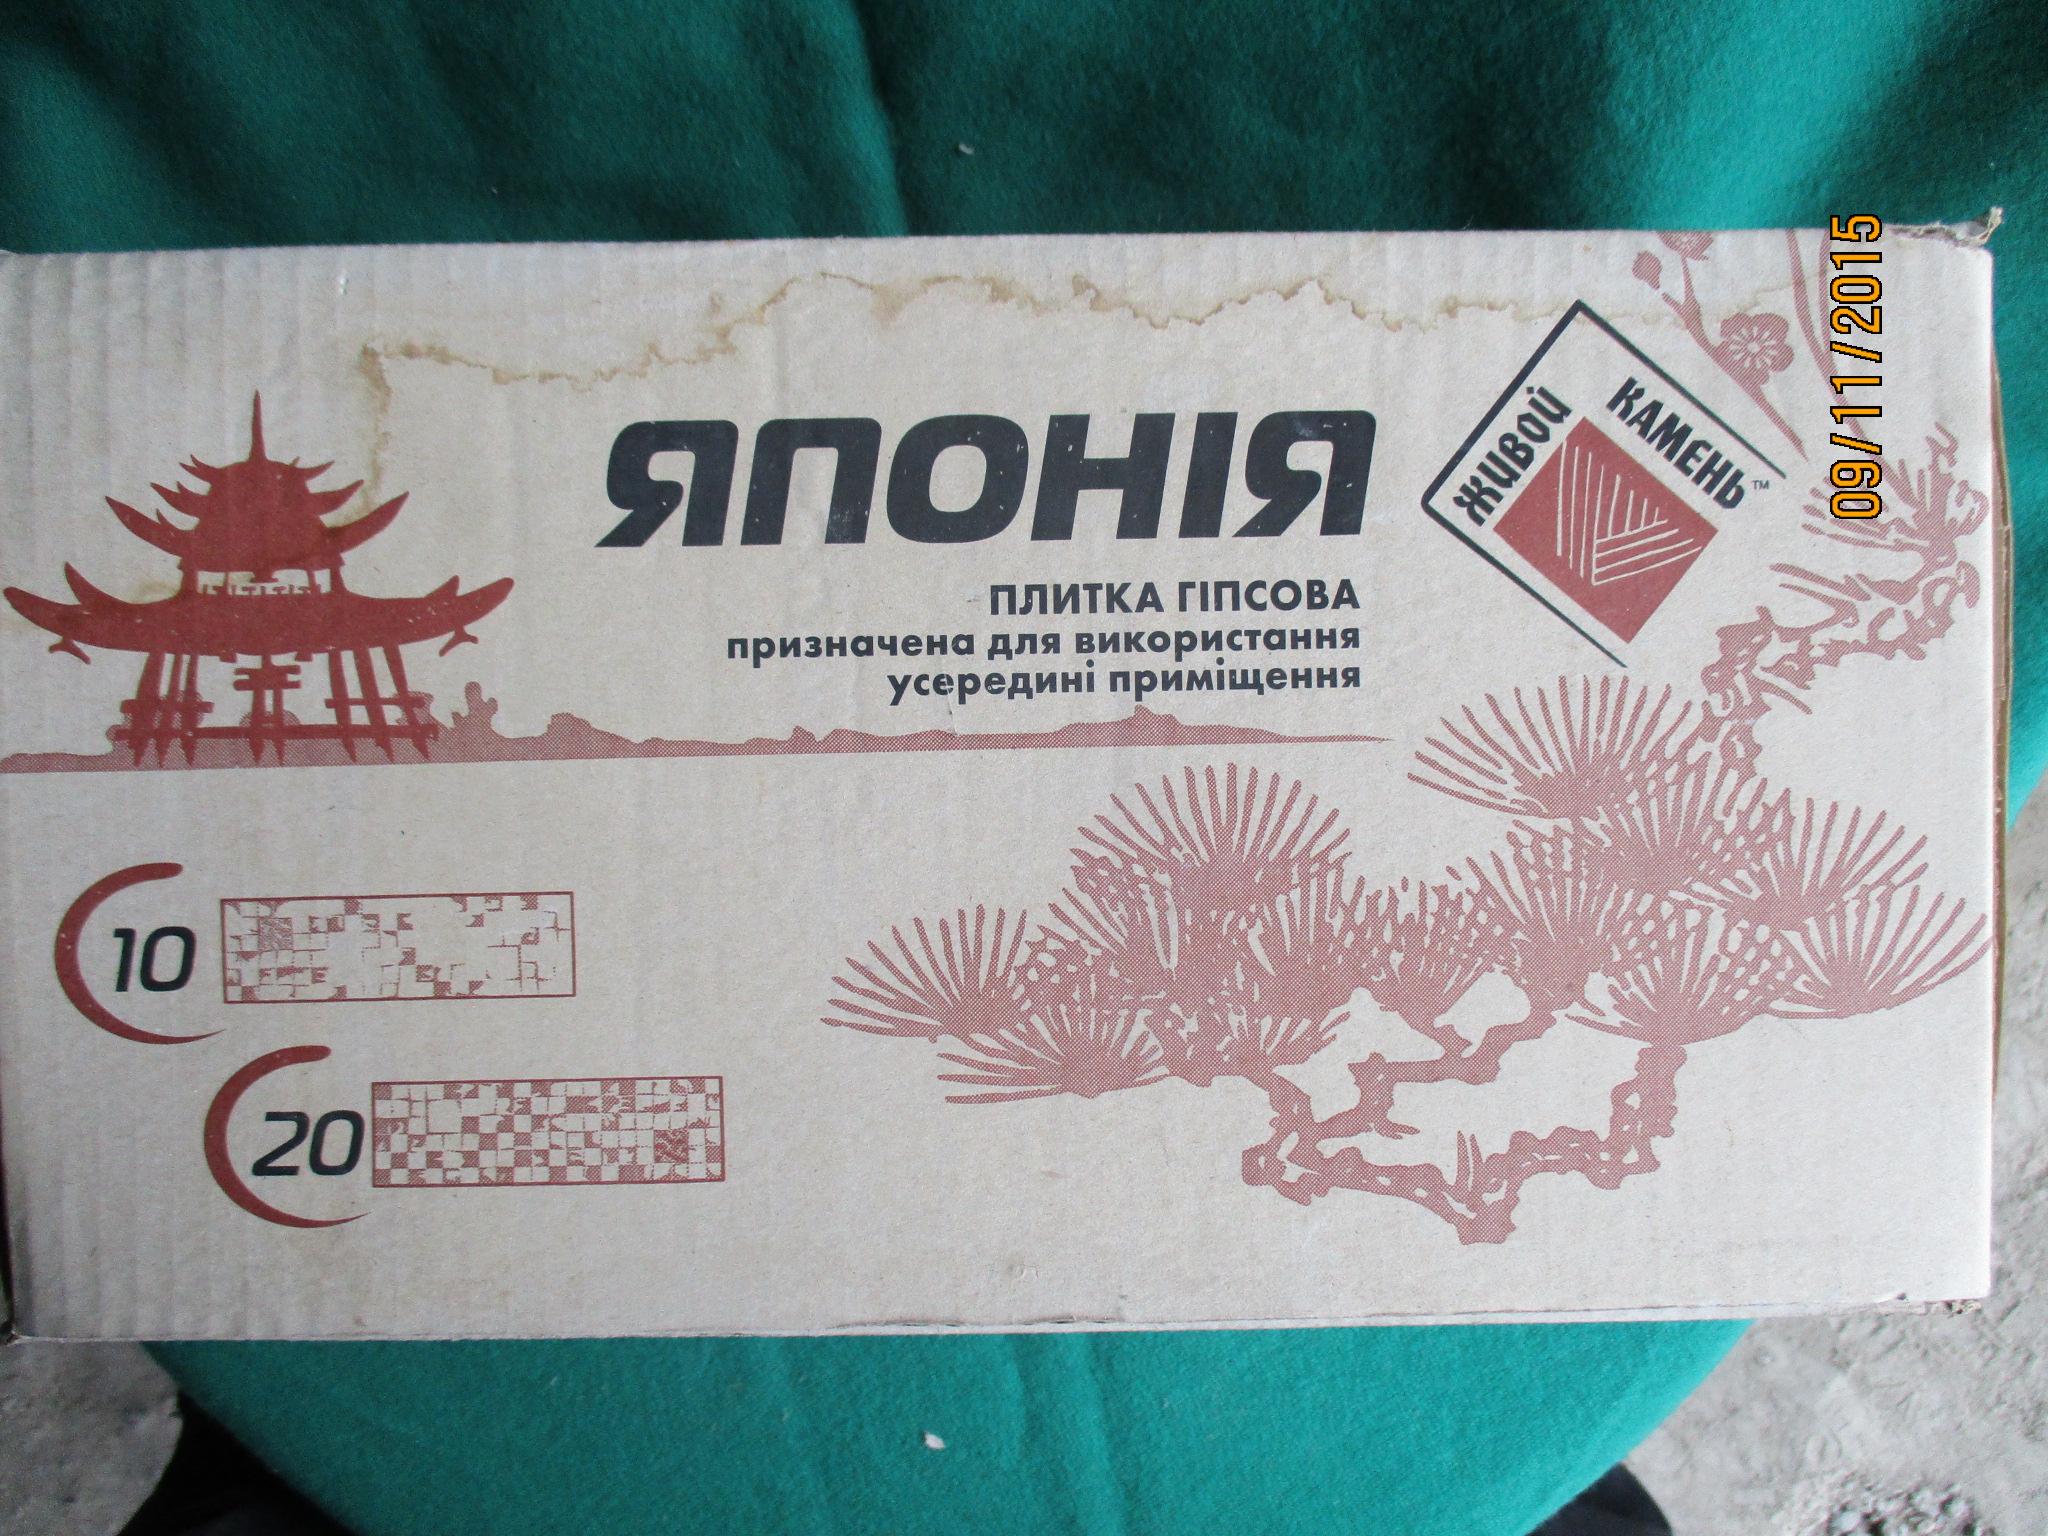 ЯПОНІЯ
ПЛИТКА ГІПСОВА
призначена для використання
усередині приміщення
ЖИВОЙ
КАМЕНЬ™
09/11/2015
10
20